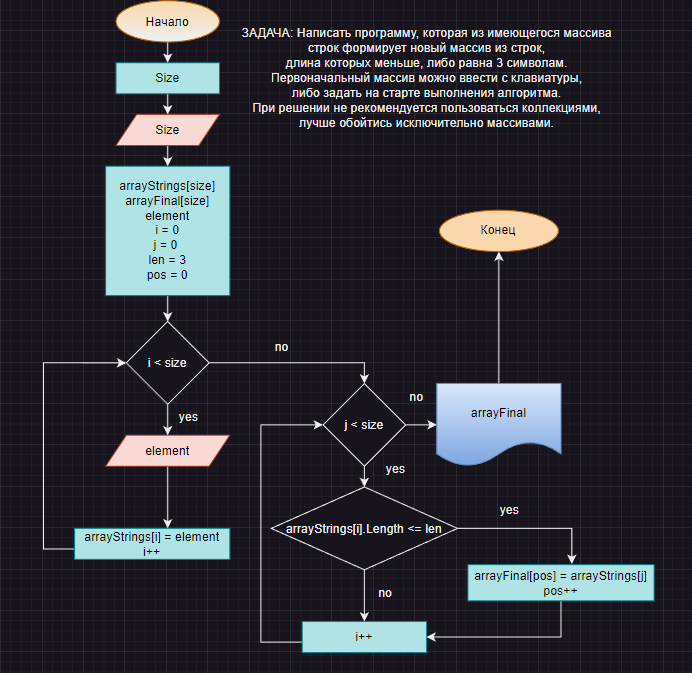 Начало
ЗАДАЧА: Написать программу, которая из имеющегося массива
строк формирует новый массив из строк,
длина которых меньше, либо равна 3 символам.
Первоначальный массив можно ввести с клавиатуры,
либо задать на старте выполнения алгоритма.
При решении не рекомендуется пользоваться коллекциями,
лучше обойтись исключительно массивами.
Size
Size
arrayStrings[size]
arrayFinal[size]
element
i = 0
j = 0
len = 3
pos = 0
Конец
i < size
no
yes
element
arrayStrings[i] = element
i++
j < size
no
arrayFinal
yes
arrayStrings[i].Length <= len
yes
arrayFinal[pos] = arrayStrings[j]
pos++
no
j++